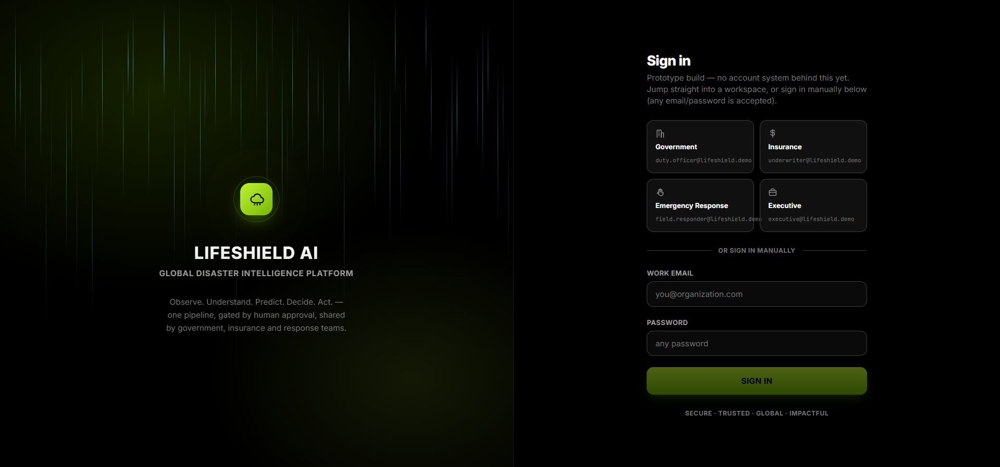 LIFESHIELD AI
GLOBAL DISASTER INTELLIGENCE PLATFORM
Observe. Understand. Predict. Decide. Act. —
one pipeline, gated by human approval, shared
by government, insurance and response teams.
Sign in
Prototype build — no account system behind this yet.
Jump straight into a workspace, or sign in manually below
(any email/password is accepted).
Government
duty.officer@lifeshield.demo
Insurance
underwriter@lifeshield.demo
Emergency Response
field.responder@lifeshield.demo
Executive
executive@lifeshield.demo
OR SIGN IN MANUALLY
WORK EMAIL
you@organization.com
PASSWORD
any password
SIGN IN
SECURE · TRUSTED · GLOBAL · IMPACTFUL